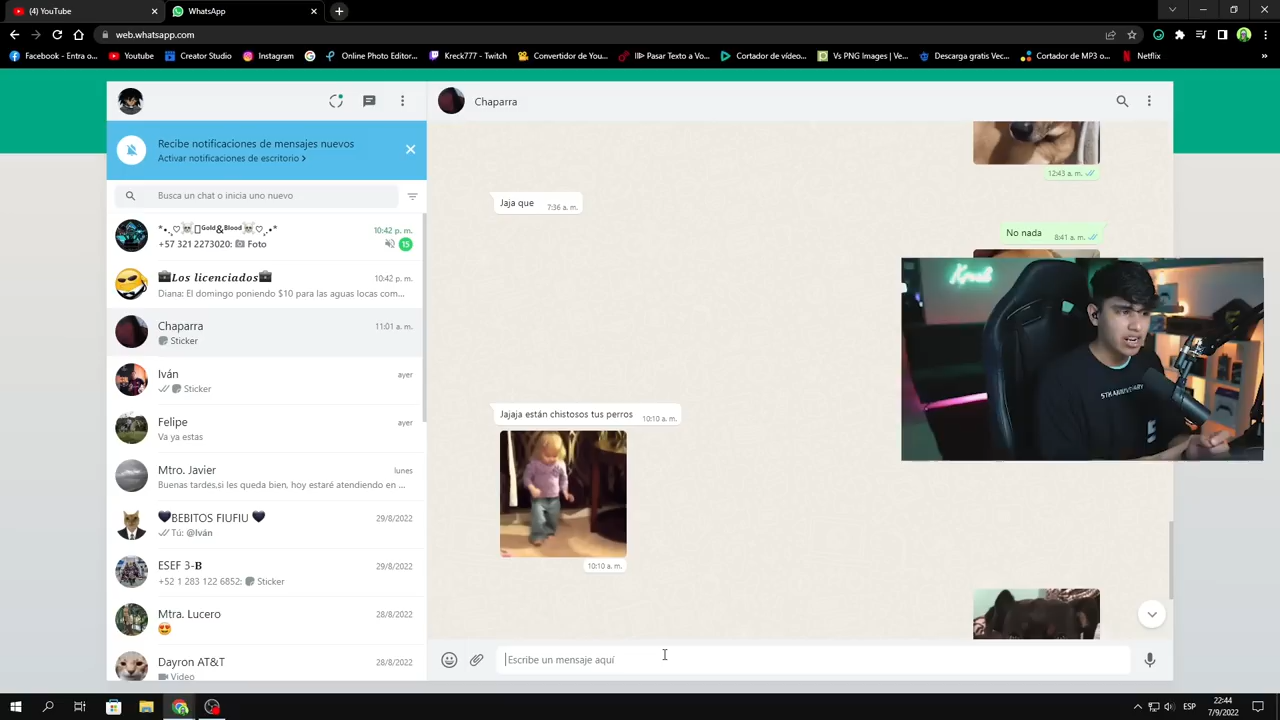 (4) YouTube
WhatsApp
web.whatsapp.com
Facebook - Entra o...
YouTube
Creator Studio
Instagram
Online Photo Editor...
Kreck777 - Twitch
Convertidor de You...
II▷ Pasar Texto a Vo...
Cortador de vídeo...
Vs PNG Images | Ve...
Descarga gratis Vec...
Cortador de MP3 o...
Netflix
Chaparra
Recibe notificaciones de mensajes nuevos
Activar notificaciones de escritorio >
Busca un chat o inicia uno nuevo
Gold&Blood
10:42 p. m.
+57 321 2273020: Foto
15
Los licenciados
10:42 p. m.
Diana: El domingo poniendo $10 para las aguas locas com...
Chaparra
11:01 a. m.
Sticker
Iván
ayer
Sticker
Felipe
ayer
Va ya estas
Mtro. Javier
lunes
Buenas tardes,si les queda bien, hoy estaré atendiendo en ...
🖤BEBITOS FIUFIU 🖤
29/8/2022
Tú: @Iván
ESEF 3-B
29/8/2022
+52 1 283 122 6852: Sticker
Mtra. Lucero
28/8/2022
😍
Dayron AT&T
28/8/2022
Video
12:43 a. m.
Jaja que
7:36 a. m.
No nada
8:41 a. m.
Jajaja están chistosos tus perros
10:10 a. m.
10:10 a. m.
Escribe un mensaje aquí
ESP
22:44
7/9/2022